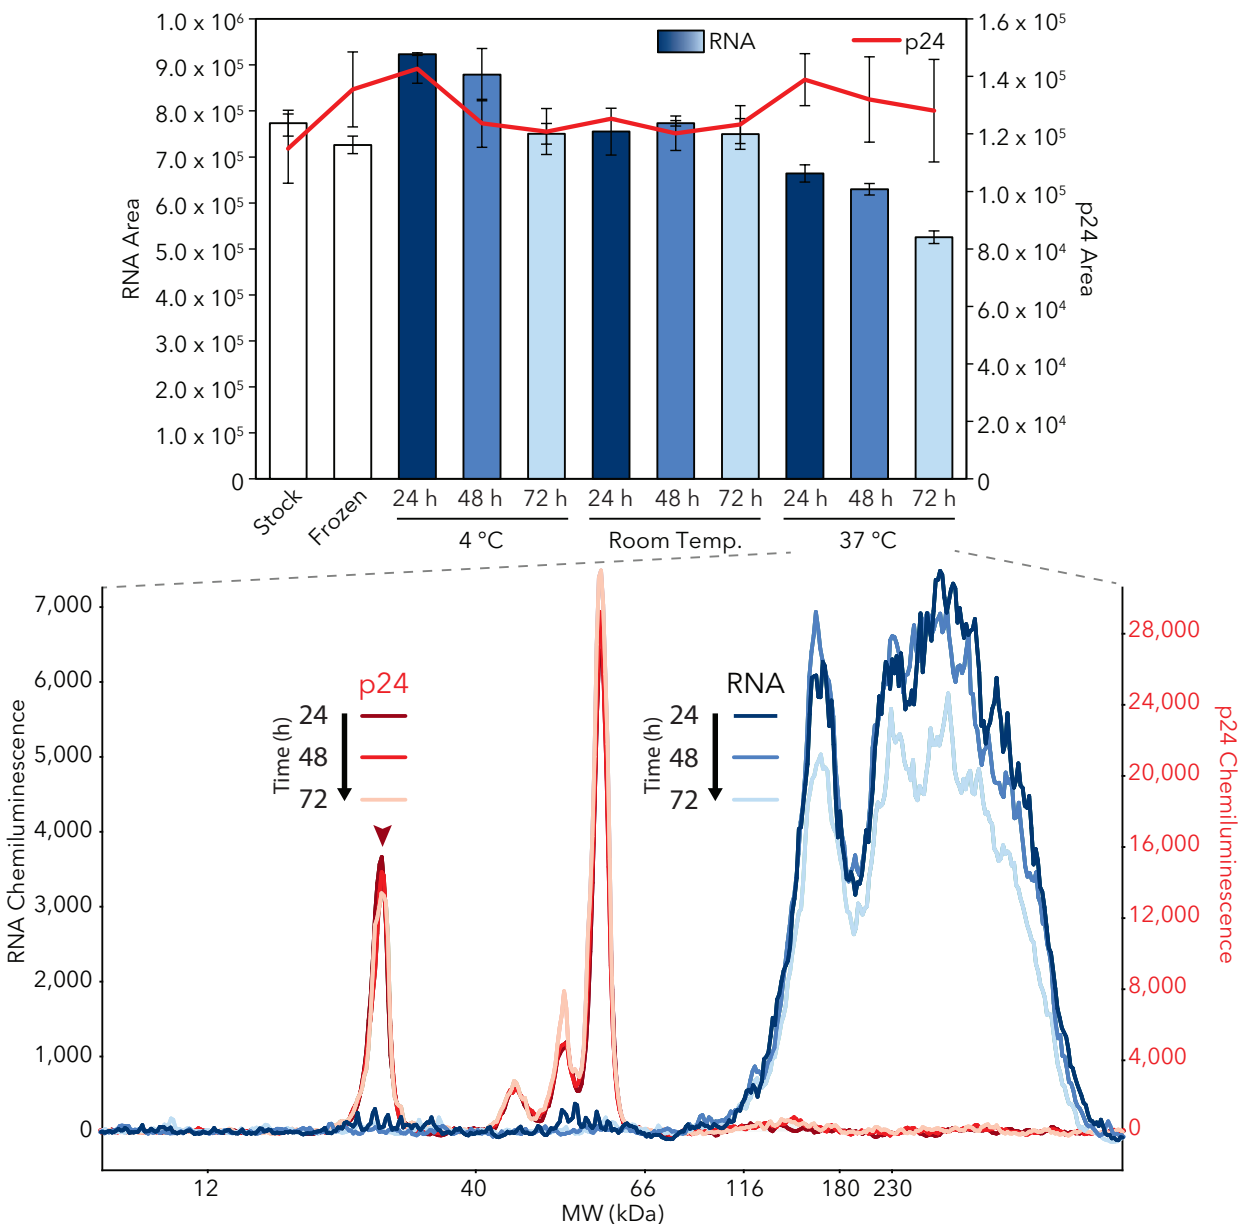 1.0 x 10⁶
9.0 x 10⁵
8.0 x 10⁵
7.0 x 10⁵
6.0 x 10⁵
5.0 x 10⁵
4.0 x 10⁵
3.0 x 10⁵
2.0 x 10⁵
1.0 x 10⁵
0
RNA Area
RNA
p24
1.6 x 10⁵
1.4 x 10⁵
1.2 x 10⁵
1.0 x 10⁵
8.0 x 10⁴
6.0 x 10⁴
4.0 x 10⁴
2.0 x 10⁴
0
p24 Area
Stock
Frozen
24 h 48 h 72 h 24 h 48 h 72 h 24 h 48 h 72 h
4 °C Room Temp. 37 °C
7,000
6,000
5,000
4,000
3,000
2,000
1,000
0
RNA Chemiluminescence
p24
Time (h)
24
48
72
RNA
Time (h)
24
48
72
28,000
24,000
20,000
16,000
12,000
8,000
4,000
0
p24 Chemiluminescence
12 40 66 116 180 230
MW (kDa)